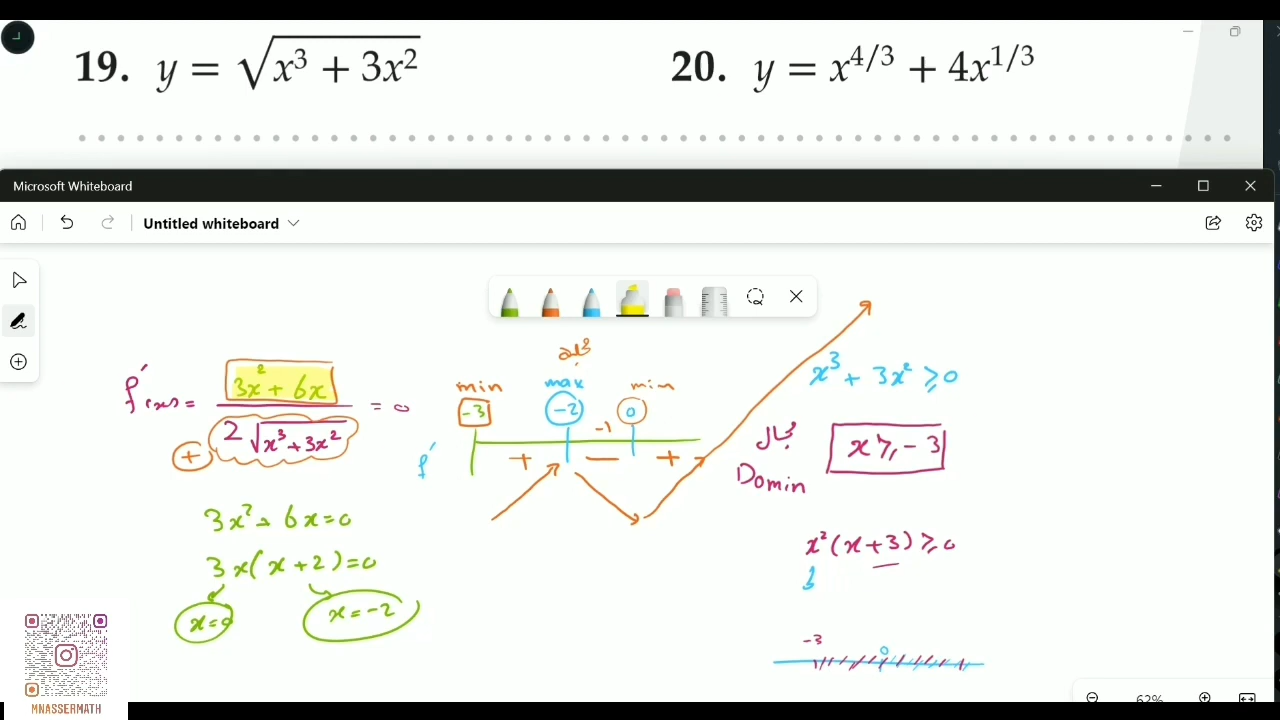 19. y = √(x³ + 3x²)
20. y = x^{4/3} + 4x^{1/3}
Microsoft Whiteboard
Untitled whiteboard
f'(x) = (3x² + 6x) / (2√(x³+3x²)) = 0
+
3x² + 6x = 0
3x(x + 2) = 0
x = 0
x = -2
min
max
min
-3
-2
-1
0
f'
+ — +
x³ + 3x² ≥ 0
مجال
x ≥ -3
Domin
x²(x+3) ≥ 0
-3
0
MNASSERMATH
62%